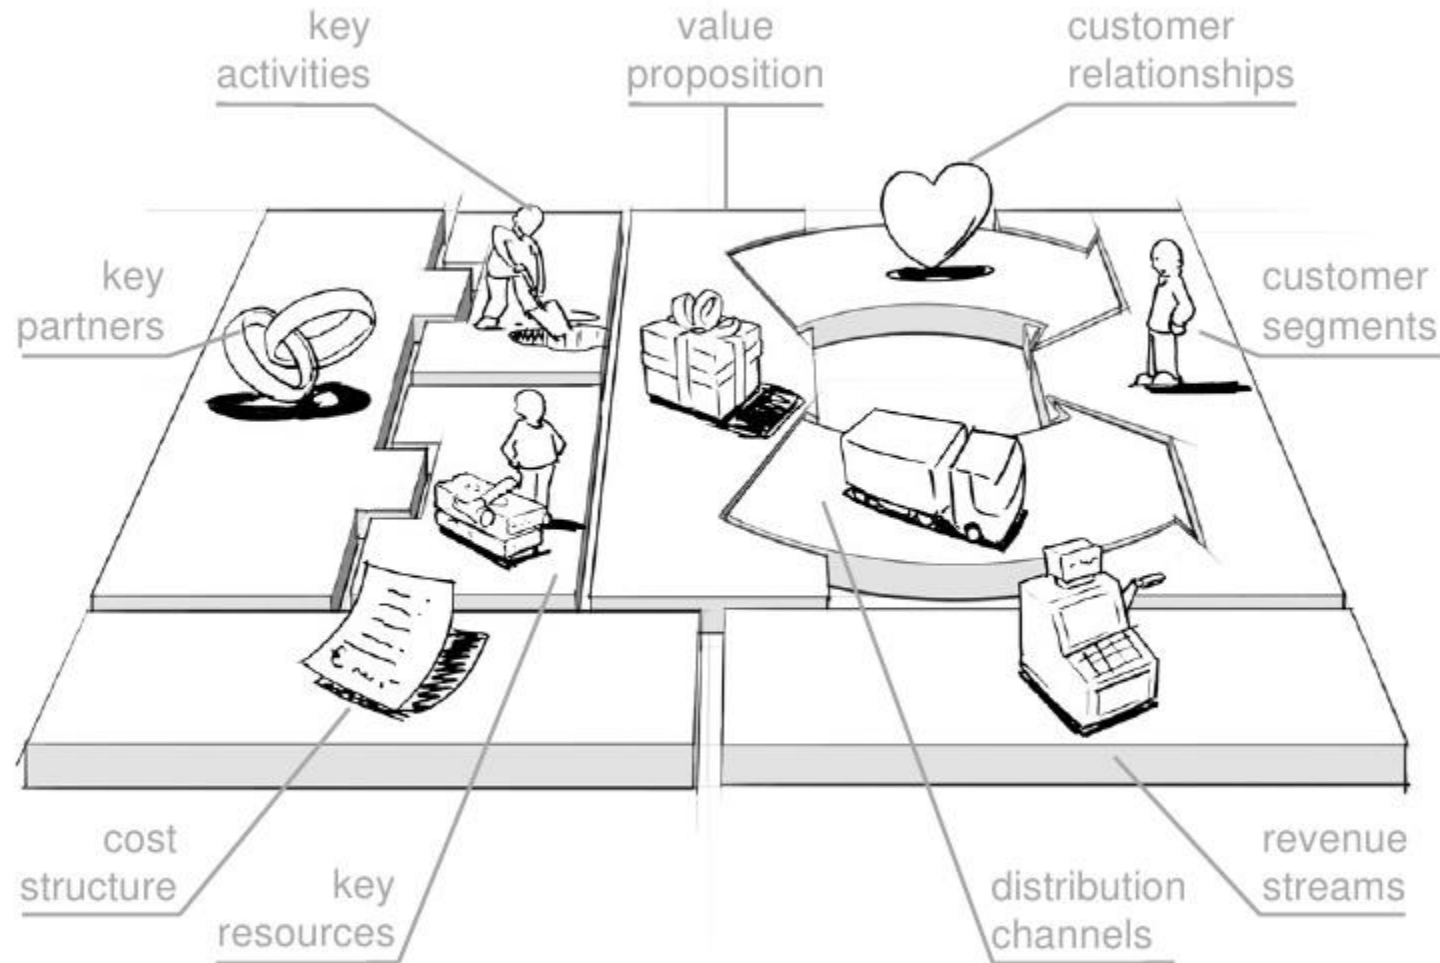 key
activities
value
proposition
customer
relationships
key
partners
customer
segments
cost
structure
key
resources
distribution
channels
revenue
streams